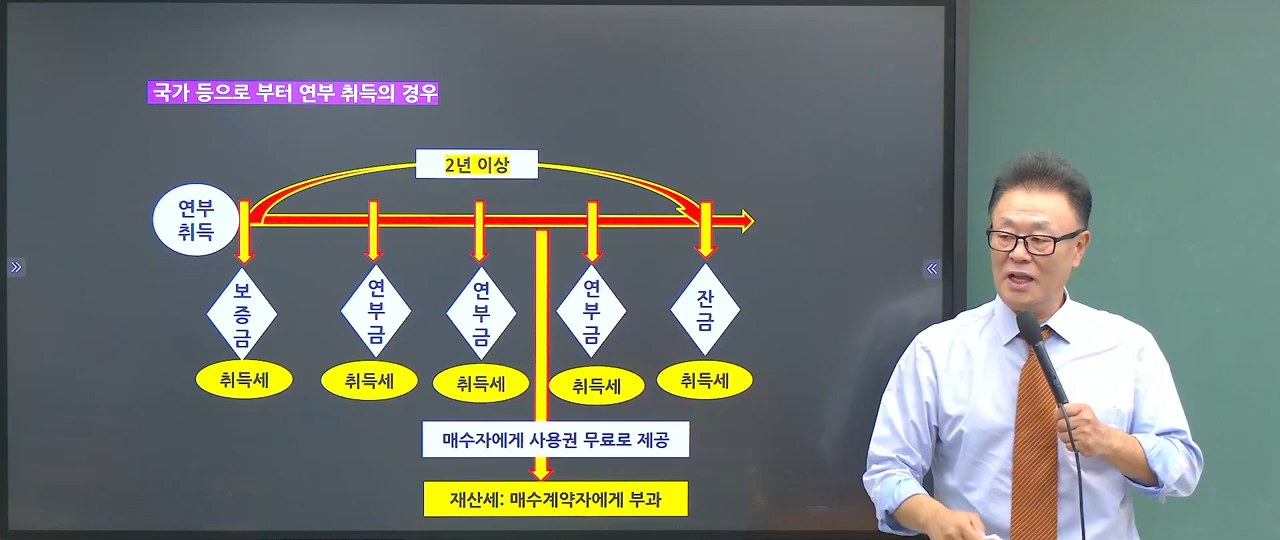 국가 등으로 부터 연부 취득의 경우
2년 이상
연부
취득
보
증
금
연
부
금
연
부
금
연
부
금
잔
금
취득세
취득세
취득세
취득세
취득세
매수자에게 사용권 무료로 제공
재산세: 매수계약자에게 부과